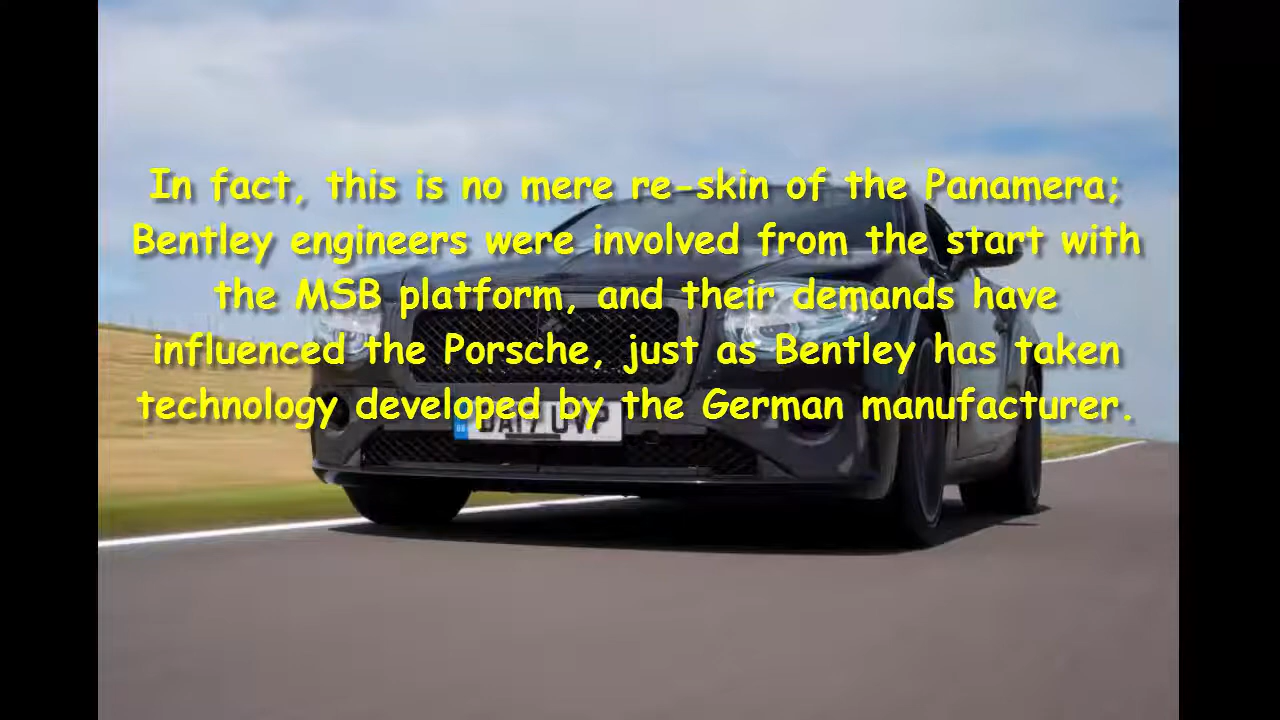 In fact, this is no mere re-skin of the Panamera;
Bentley engineers were involved from the start with
the MSB platform, and their demands have
influenced the Porsche, just as Bentley has taken
technology developed by the German manufacturer.
UVP